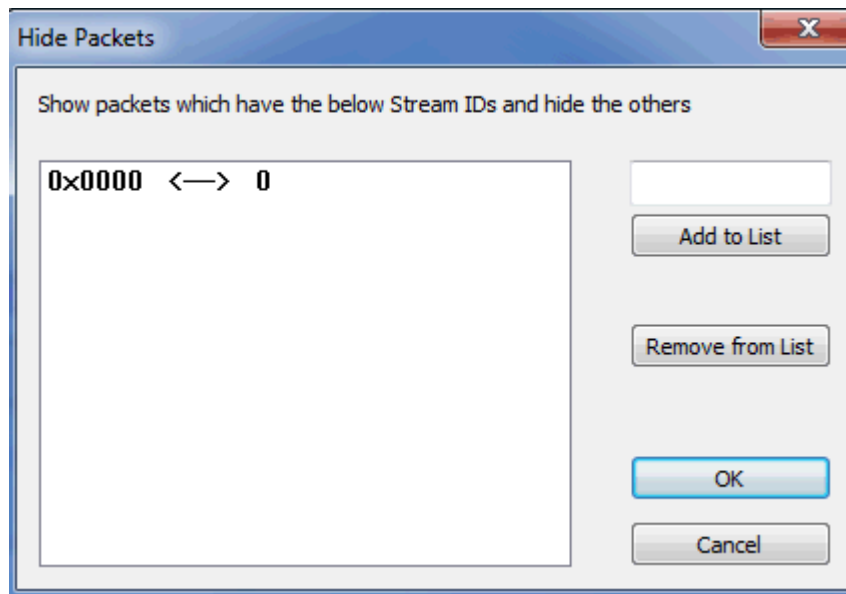 Hide Packets
Show packets which have the below Stream IDs and hide the others
0x0000 <—> 0
Add to List
Remove from List
OK
Cancel